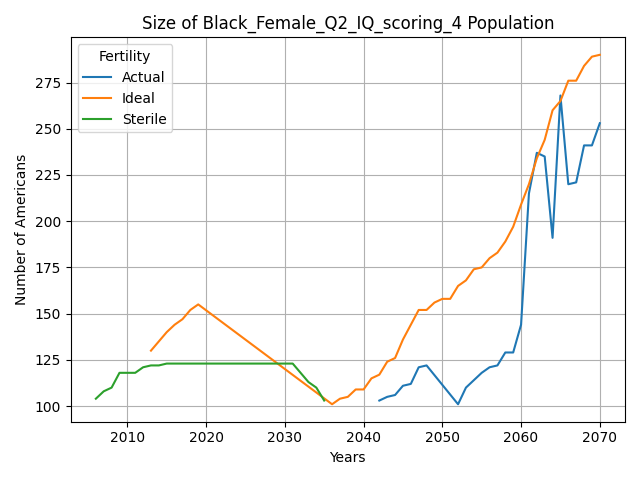 Size of Black_Female_Q2_IQ_scoring_4 Population
Fertility
Actual
Ideal
Sterile
Number of Americans
275
250
225
200
175
150
125
100
2010 2020 2030 2040 2050 2060 2070
Years